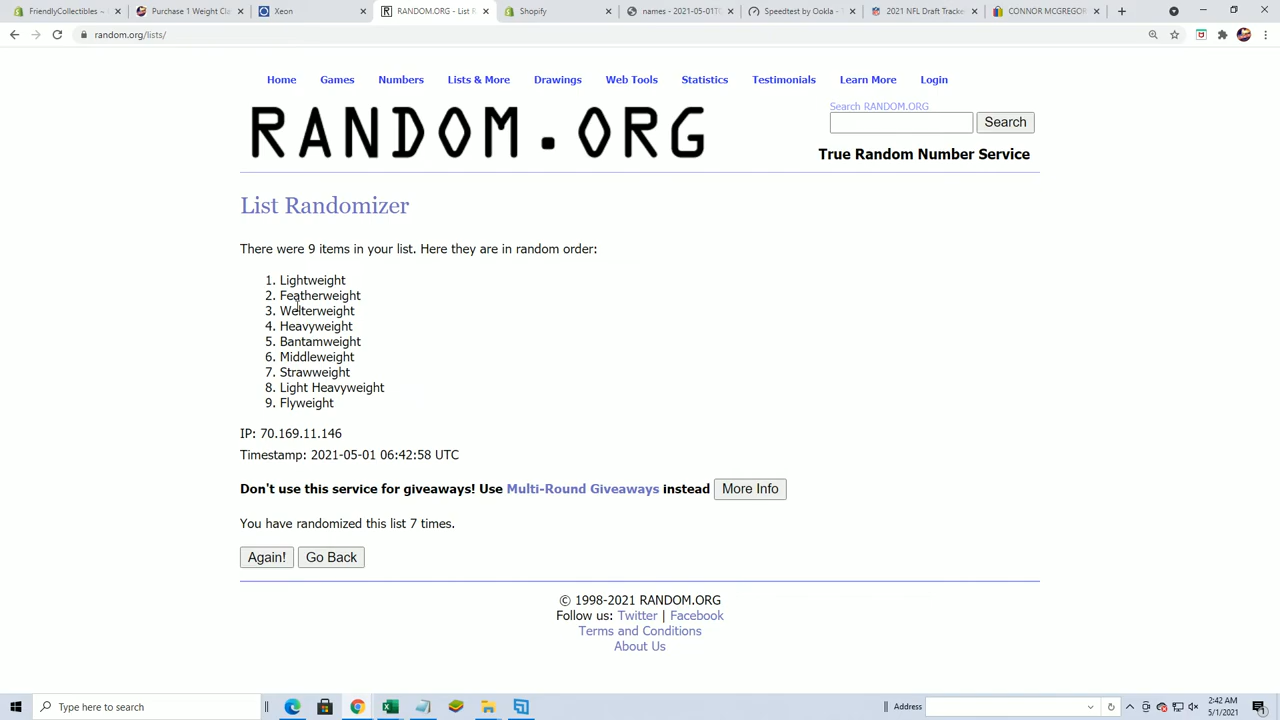 FriendlyCollectibles - ×
Purchase 1 Weight Cla ×
Xeon ×
RANDOM.ORG - List R ×
Shopify ×
names - 2021-05-01T0 ×
Speedtest by Ookla - T ×
2021 NFL Draft Tracke ×
CONNOR MCGREGOR ×
random.org/lists/
Home Games Numbers Lists & More Drawings Web Tools Statistics Testimonials Learn More Login
RANDOM.ORG
Search RANDOM.ORG
Search
True Random Number Service
List Randomizer
There were 9 items in your list. Here they are in random order:
1. Lightweight
2. Featherweight
3. Welterweight
4. Heavyweight
5. Bantamweight
6. Middleweight
7. Strawweight
8. Light Heavyweight
9. Flyweight
IP: 70.169.11.146
Timestamp: 2021-05-01 06:42:58 UTC
Don't use this service for giveaways! Use Multi-Round Giveaways instead More Info
You have randomized this list 7 times.
Again! Go Back
© 1998-2021 RANDOM.ORG
Follow us: Twitter | Facebook
Terms and Conditions
About Us
Type here to search
Address
2:42 AM
5/1/2021